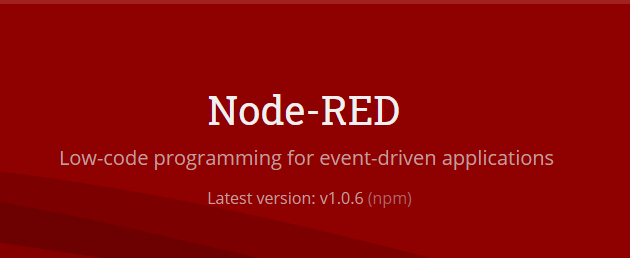 Node-RED
Low-code programming for event-driven applications
Latest version: v1.0.6 (npm)